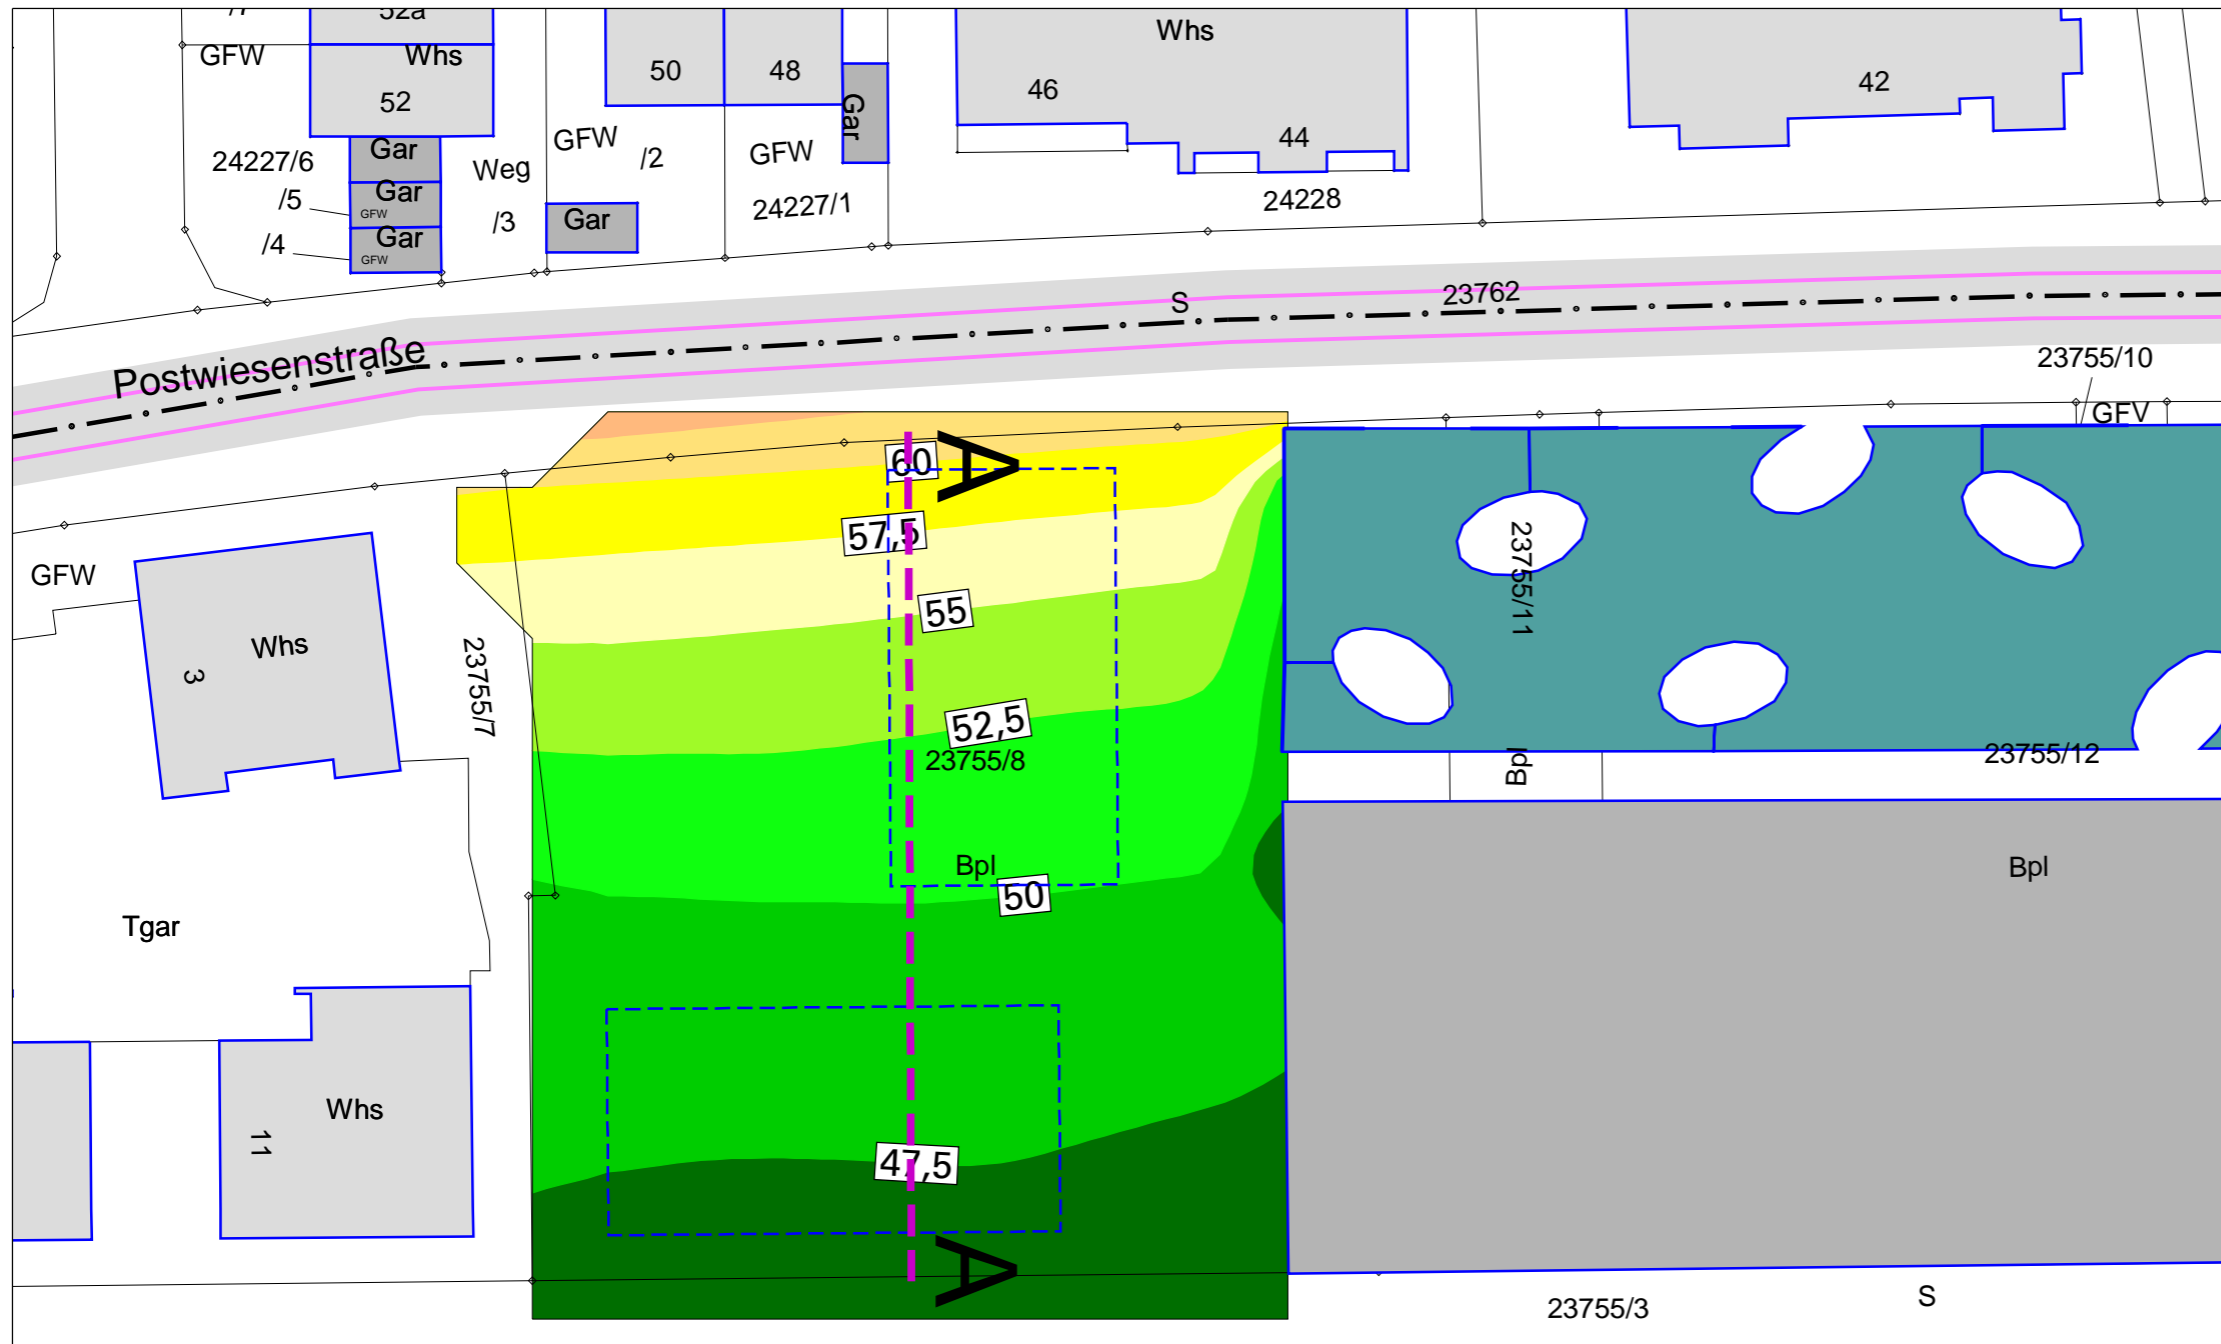 /7
52a
GFW
Whs
52
50
48
Gar
Whs
46
44
42
24227/6
Gar
/5
Gar
GFW
/4
Gar
GFW
Weg
/3
GFW
/2
Gar
GFW
24227/1
24228
S
23762
Postwiesenstraße
23755/10
GFV
60
A
57,5
55
52,5
23755/8
Bpl
50
47,5
A
GFW
Whs
3
23755/7
23755/11
Bpl
23755/12
Bpl
Tgar
Whs
11
23755/3
S